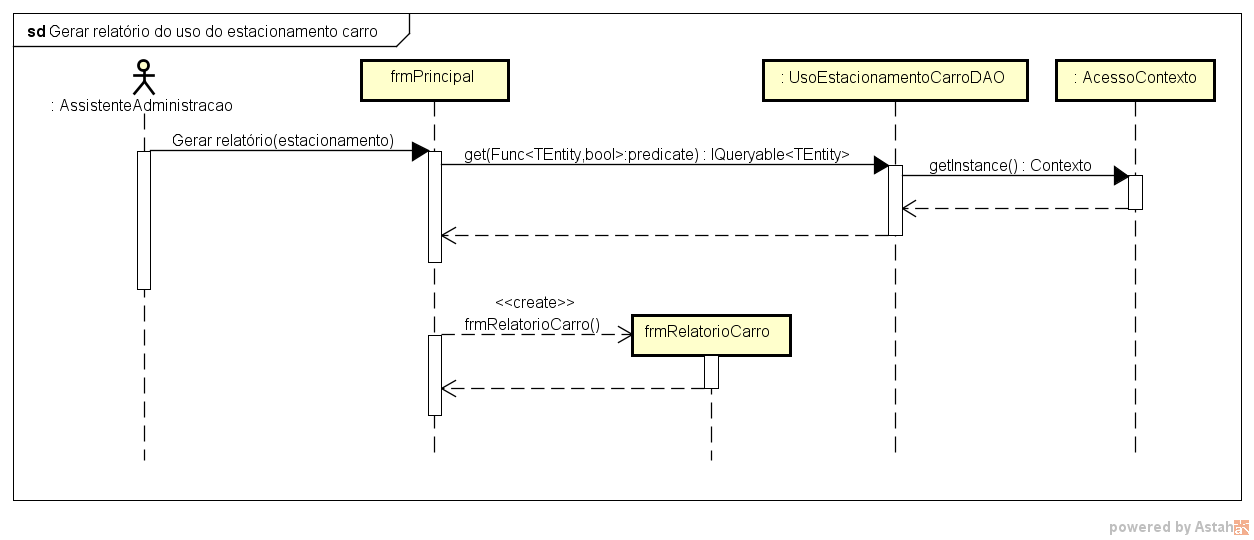 sd Gerar relatório do uso do estacionamento carro
: AssistenteAdministracao
frmPrincipal
: UsoEstacionamentoCarroDAO
: AcessoContexto
Gerar relatório(estacionamento)
get(Func<TEntity,bool>:predicate) : IQueryable<TEntity>
getInstance() : Contexto
<<create>>
frmRelatorioCarro()
frmRelatorioCarro
powered by Astah